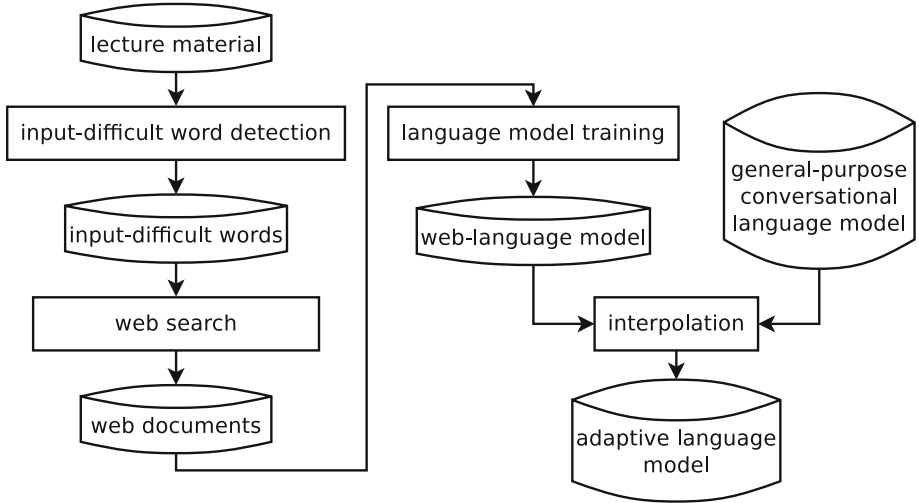 lecture material
input-difficult word detection
input-difficult words
web search
web documents
language model training
web-language model
general-purpose
conversational
language model
interpolation
adaptive language
model